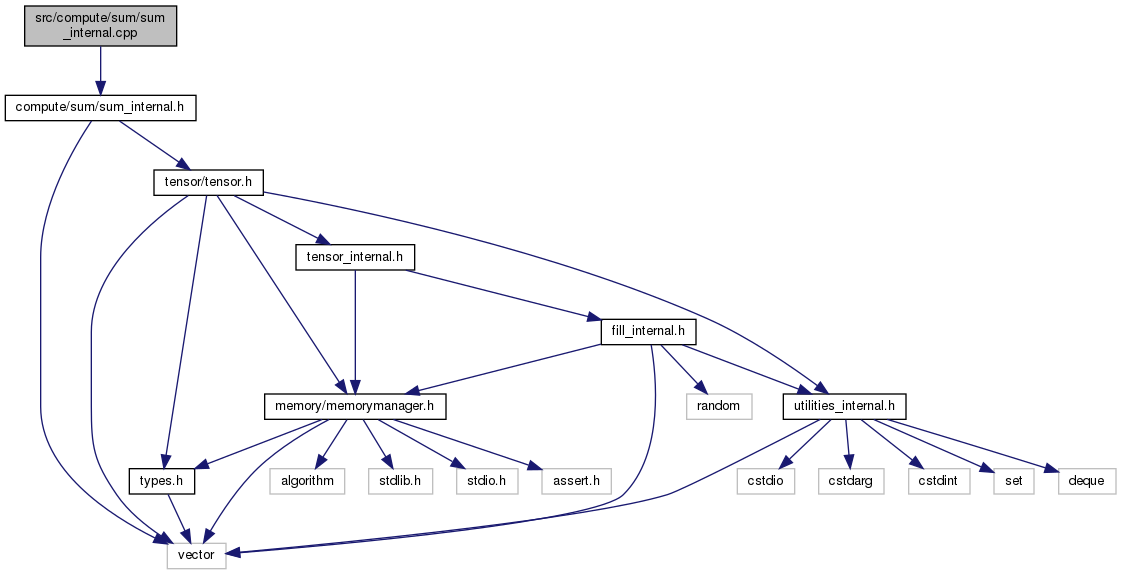 src/compute/sum/sum
_internal.cpp
compute/sum/sum_internal.h
tensor/tensor.h
tensor_internal.h
fill_internal.h
memory/memorymanager.h
random
utilities_internal.h
types.h
algorithm
stdlib.h
stdio.h
assert.h
cstdio
cstdarg
cstdint
set
deque
vector